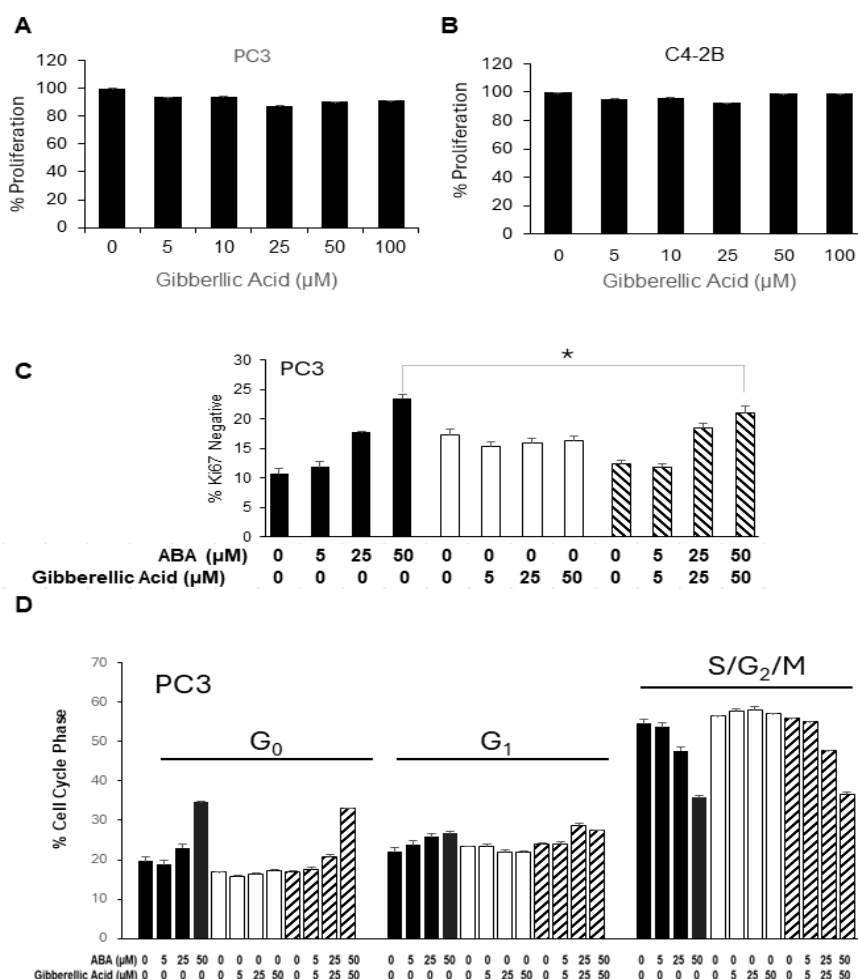 A
PC3
% Proliferation
120
100
80
60
40
20
0
0 5 10 25 50 100
Gibberllic Acid (µM)
B
C4-2B
% Proliferation
120
100
80
60
40
20
0
0 5 10 25 50 100
Gibberellic Acid (µM)
C
PC3
*
% Ki67 Negative
30
25
20
15
10
5
0
ABA (µM) 0 5 25 50 0 0 0 0 0 5 25 50
Gibberellic Acid (µM) 0 0 0 0 0 5 25 50 0 5 25 50
D
PC3
G0
G1
S/G2/M
% Cell Cycle Phase
70
60
50
40
30
20
10
0
ABA (µM) 0 5 25 50 0 0 0 0 0 5 25 50 0 5 25 50 0 0 0 0 0 5 25 50 0 5 25 50 0 0 0 0 0 5 25 50
Gibberellic Acid (µM) 0 0 0 0 0 5 25 50 0 5 25 50 0 0 0 0 0 5 25 50 0 5 25 50 0 0 0 0 0 5 25 0 0 5 25 50